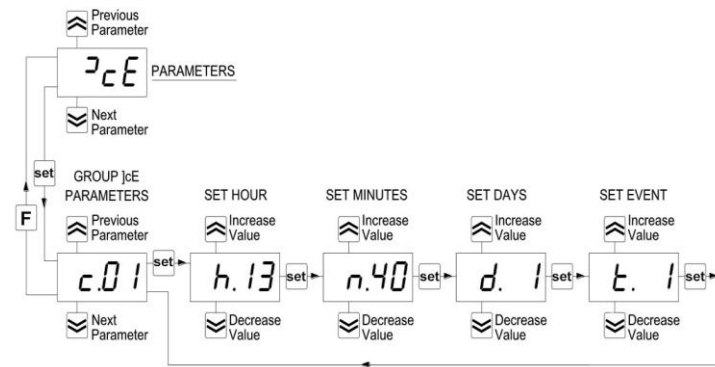 Previous
Parameter
]cE
PARAMETERS
Next
Parameter
set
F
GROUP ]cE
PARAMETERS
Previous
Parameter
c.01
Next
Parameter
set
SET HOUR
Increase
Value
h.13
Decrease
Value
set
SET MINUTES
Increase
Value
n.40
Decrease
Value
set
SET DAYS
Increase
Value
d. 1
Decrease
Value
set
SET EVENT
Increase
Value
t. 1
Decrease
Value
set